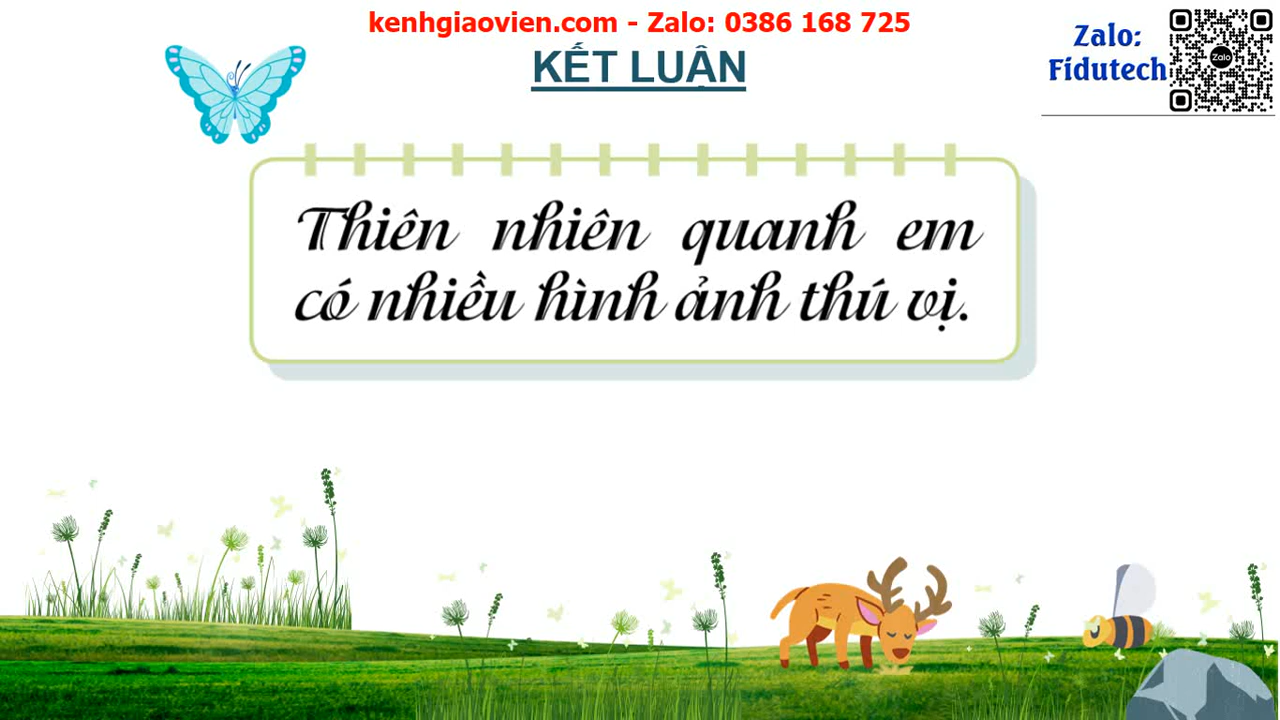 kenhgiaovien.com - Zalo: 0386 168 725
KẾT LUẬN
Zalo:
Fidutech
Zalo
Thiên nhiên quanh em
có nhiều hình ảnh thú vị.